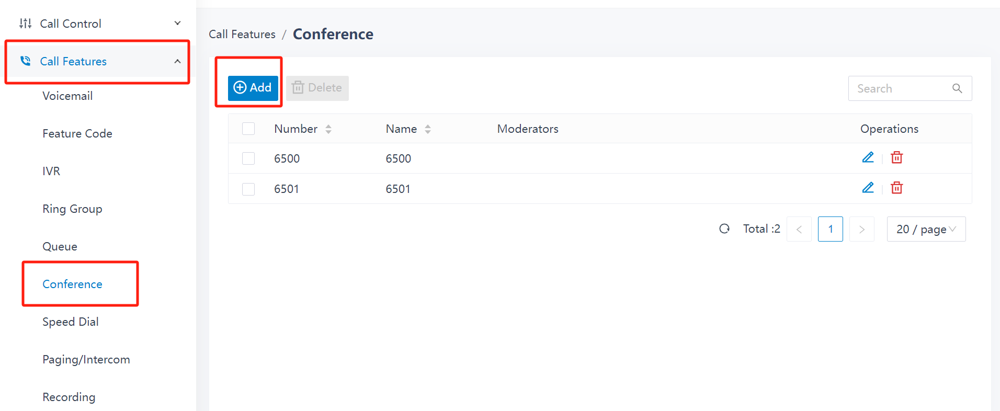 Call Control
Call Features
Voicemail
Feature Code
IVR
Ring Group
Queue
Conference
Speed Dial
Paging/Intercom
Recording
Call Features / Conference
Add Delete Search
Number Name Moderators Operations
6500 6500
6501 6501
Total :2 < 1 > 20 / page